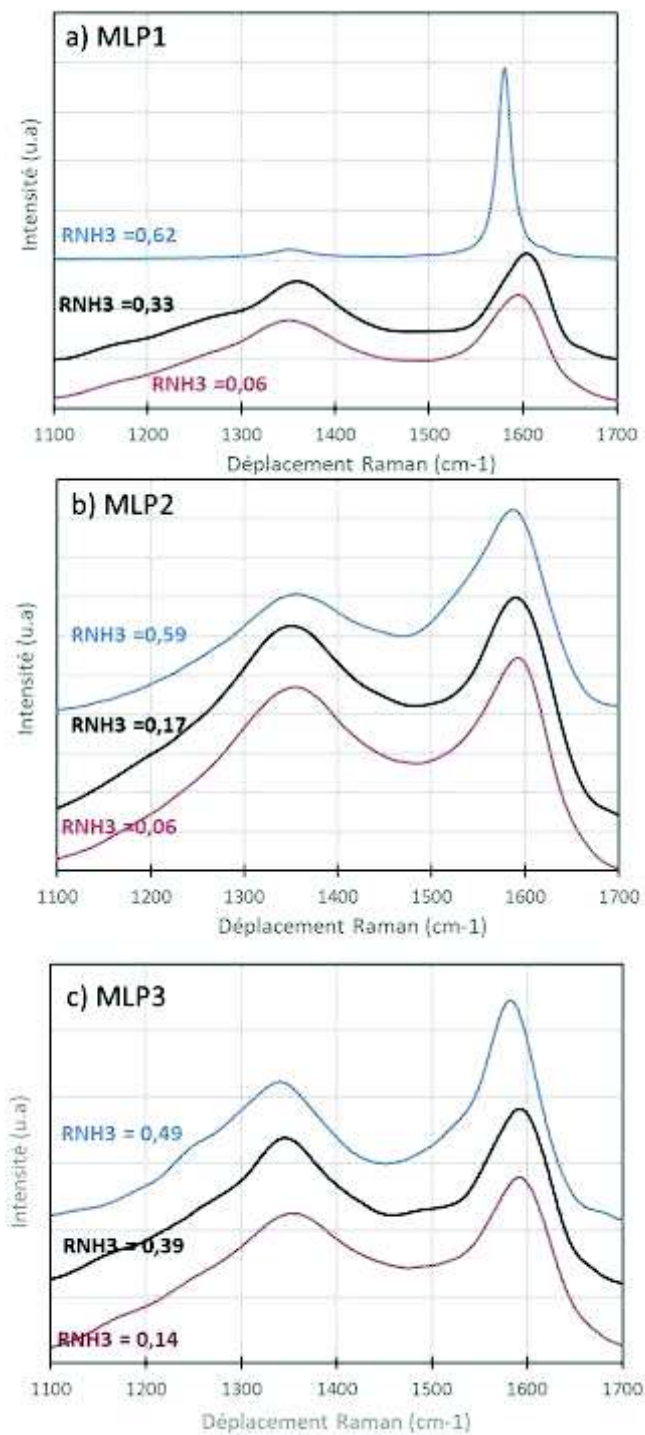 a) MLP1
Intensité (u.a)
RNH3 =0,62
RNH3 =0,33
RNH3 =0,06
1100 1200 1300 1400 1500 1600 1700
Déplacement Raman (cm-1)
b) MLP2
Intensité (u.a)
RNH3 =0,59
RNH3 =0,17
RNH3 =0,06
1100 1200 1300 1400 1500 1600 1700
Déplacement Raman (cm-1)
c) MLP3
Intensité (u.a)
RNH3 = 0,49
RNH3 = 0,39
RNH3 = 0,14
1100 1200 1300 1400 1500 1600 1700
Déplacement Raman (cm-1)